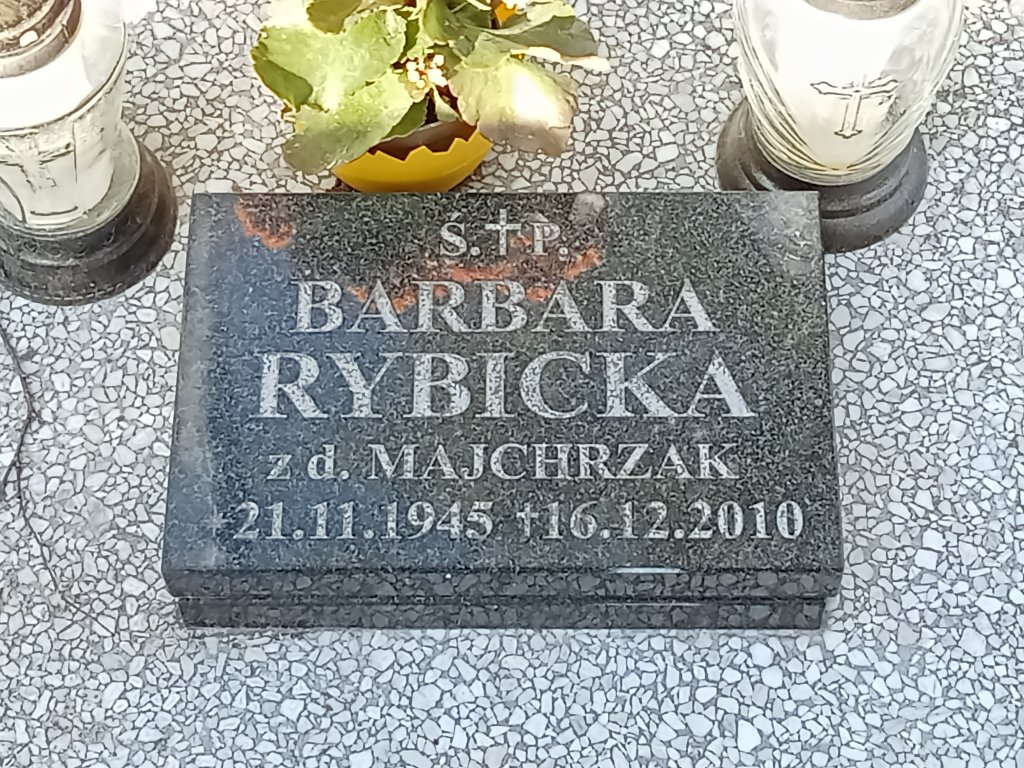 Ś.†P.
BARBARA
RYBICKA
z d. MAJCHRZAK
*21.11.1945 †16.12.2010